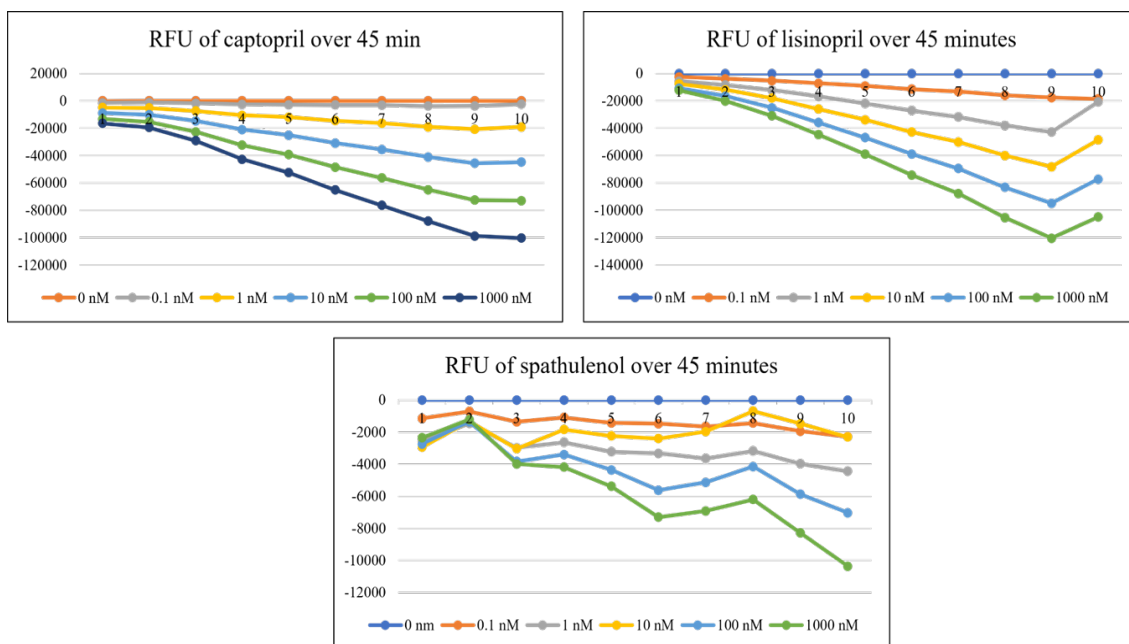 RFU of captopril over 45 min
20000
0
-20000
-40000
-60000
-80000
-100000
-120000
1 2 3 4 5 6 7 8 9 10
0 nM 0.1 nM 1 nM 10 nM 100 nM 1000 nM
RFU of lisinopril over 45 minutes
0
-20000
-40000
-60000
-80000
-100000
-120000
-140000
1 2 3 4 5 6 7 8 9 10
0 nM 0.1 nM 1 nM 10 nM 100 nM 1000 nM
RFU of spathulenol over 45 minutes
0
-2000
-4000
-6000
-8000
-10000
-12000
1 2 3 4 5 6 7 8 9 10
0 nm 0.1 nM 1 nM 10 nM 100 nM 1000 nM